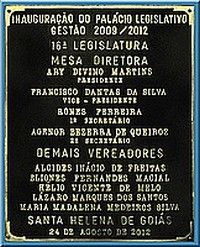 INAUGURAÇÃO DO PALÁCIO LEGISLATIVO
GESTÃO 2009/2012
16ª LEGISLATURA
MESA DIRETORA
ARY DIVINO MARTINS
PRESIDENTE
FRANCISCO DANTAS DA SILVA
VICE - PRESIDENTE
RONES FERREIRA
1º SECRETÁRIO
AGENOR BEZERRA DE QUEIROZ
2º SECRETÁRIO
DEMAIS VEREADORES
ALCIDES INÁCIO DE FREITAS
ELIONES FERNANDES MACIAL
HÉLIO VICENTE DE MELO
LÁZARO MARQUES DOS SANTOS
MARIA MADALENA MEDEIROS SILVA
SANTA HELENA DE GOIÁS
24 DE AGOSTO DE 2012